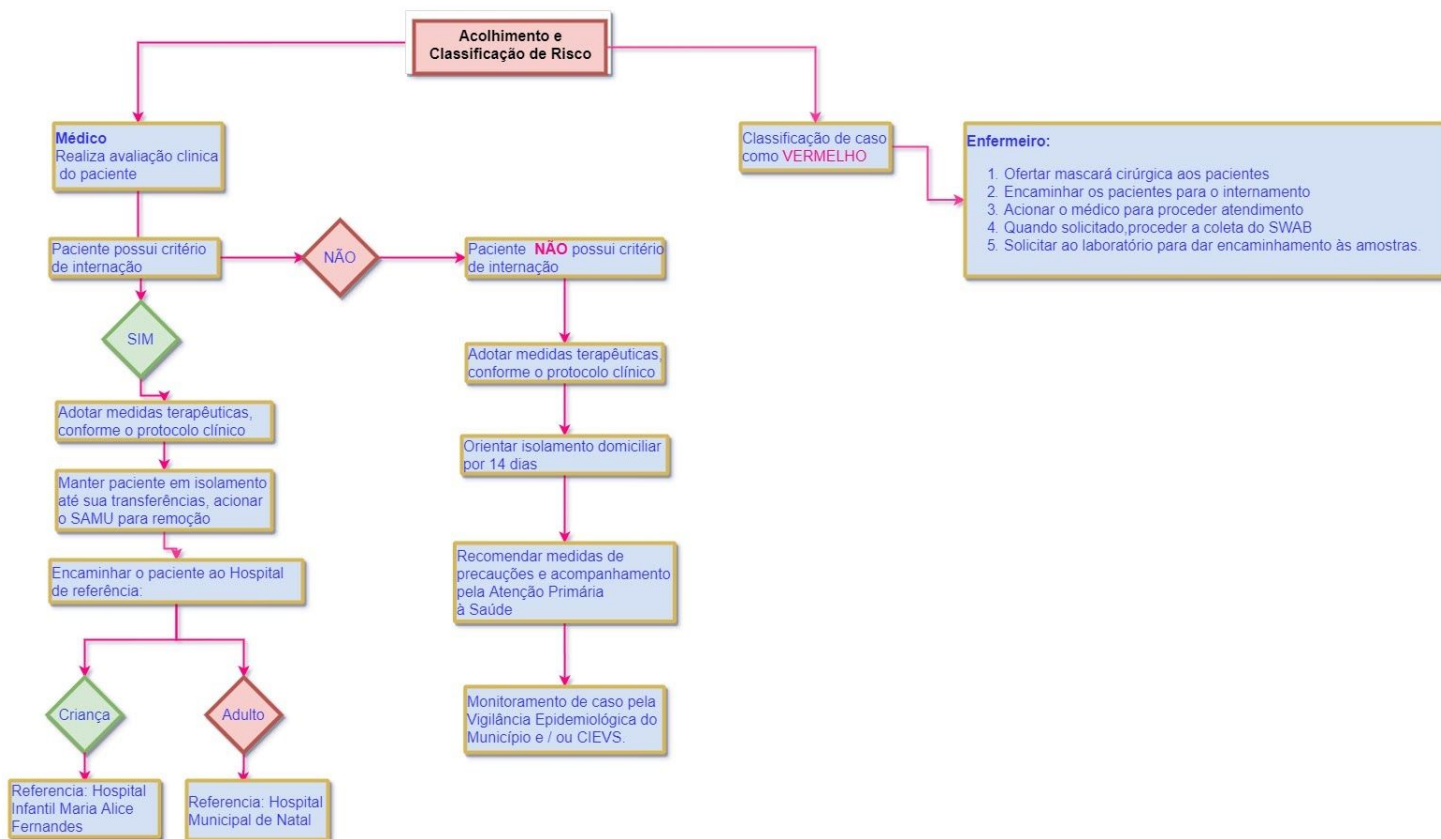 Acolhimento e
Classificação de Risco
Médico
Realiza avaliação clinica
do paciente
Paciente possui critério
de internação
NÃO
Paciente NÃO possui critério
de internação
SIM
Adotar medidas terapêuticas,
conforme o protocolo clínico
Manter paciente em isolamento
até sua transferências, acionar
o SAMU para remoção
Encaminhar o paciente ao Hospital
de referência:
Criança
Adulto
Referencia: Hospital
Infantil Maria Alice
Fernandes
Referencia: Hospital
Municipal de Natal
Adotar medidas terapêuticas,
conforme o protocolo clínico
Orientar isolamento domiciliar
por 14 dias
Recomendar medidas de
precauções e acompanhamento
pela Atenção Primária
à Saúde
Monitoramento de caso pela
Vigilância Epidemiológica do
Município e / ou CIEVS.
Classificação de caso
como VERMELHO
Enfermeiro:
1. Ofertar mascará cirúrgica aos pacientes
2. Encaminhar os pacientes para o internamento
3. Acionar o médico para proceder atendimento
4. Quando solicitado,proceder a coleta do SWAB
5. Solicitar ao laboratório para dar encaminhamento às amostras.